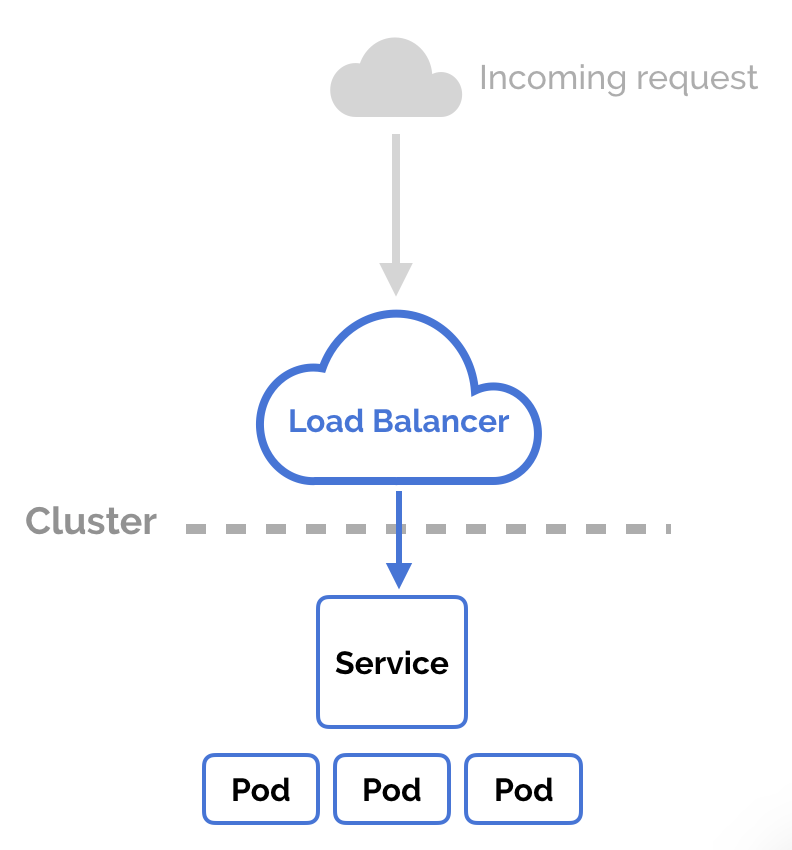 Incoming request
Load Balancer
Cluster
Service
Pod
Pod
Pod